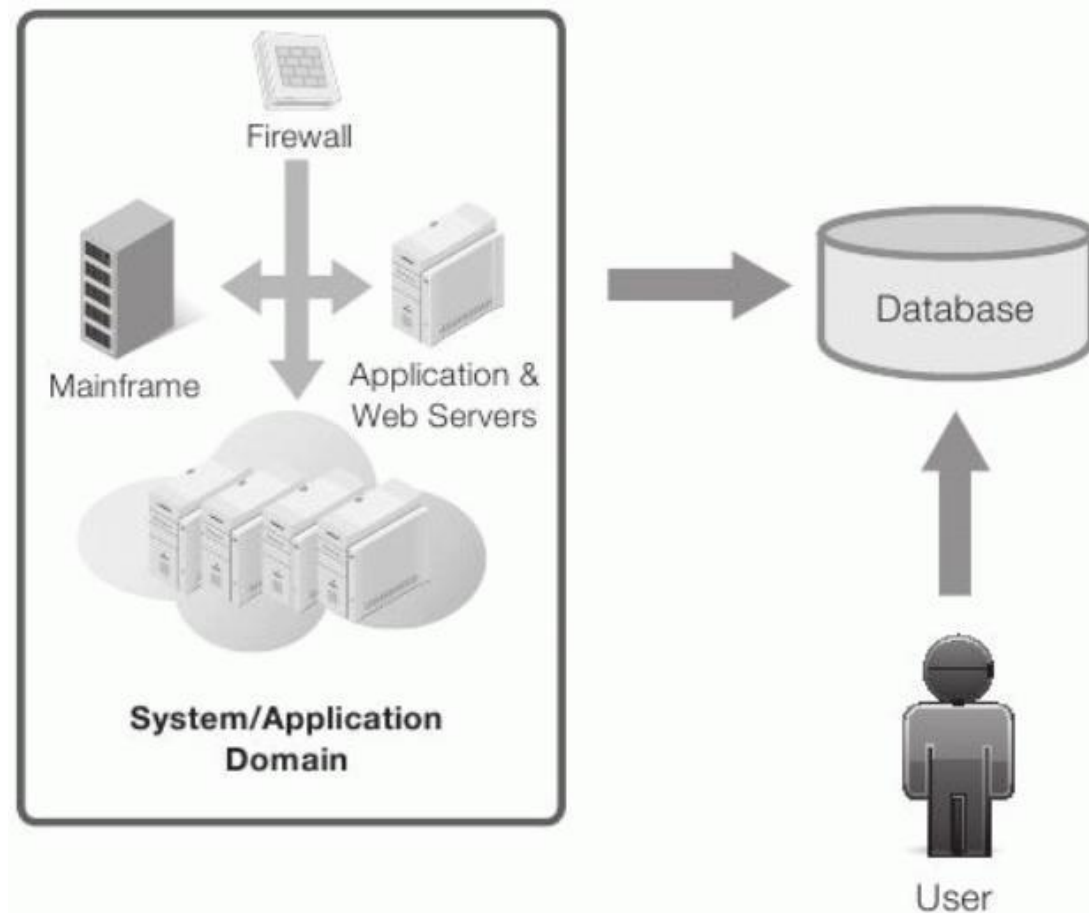 Firewall
Mainframe
Application &
Web Servers
System/Application
Domain
Database
User